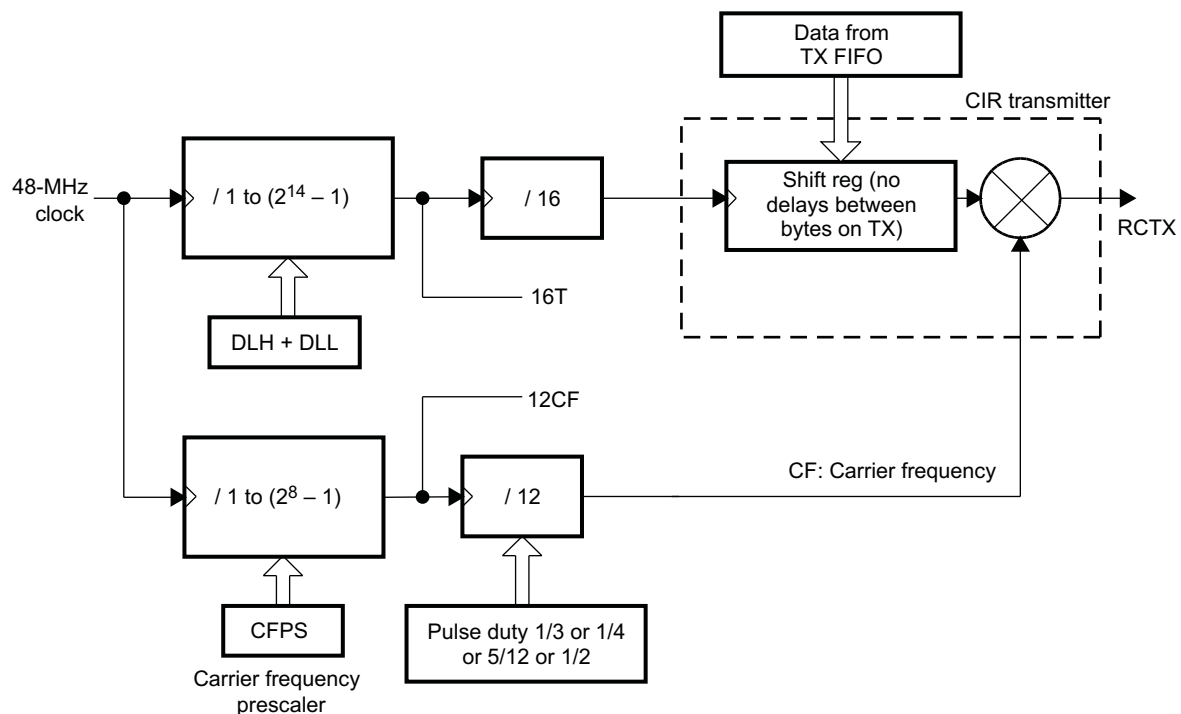 Data from
TX FIFO
CIR transmitter
48-MHz
clock
/ 1 to (2¹⁴ – 1)
/ 16
Shift reg (no
delays between
bytes on TX)
RCTX
16T
DLH + DLL
12CF
/ 1 to (2⁸ – 1)
/ 12
CF: Carrier frequency
CFPS
Carrier frequency
prescaler
Pulse duty 1/3 or 1/4
or 5/12 or 1/2